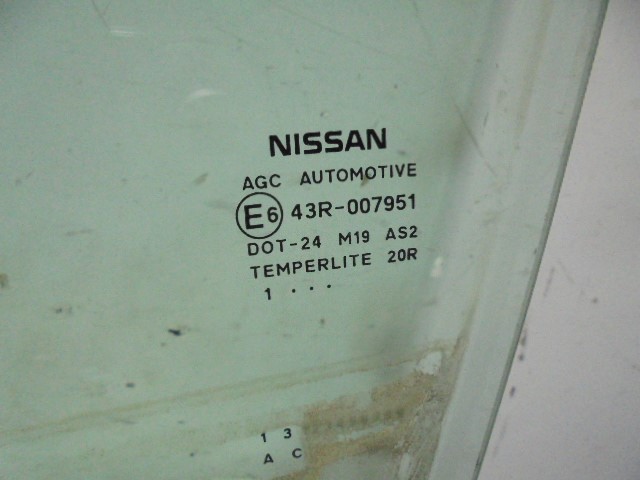 NISSAN
AGC AUTOMOTIVE
E6 43R-007951
DOT-24 M19 AS2
TEMPERLITE 20R
1 . . .
1 3
A C